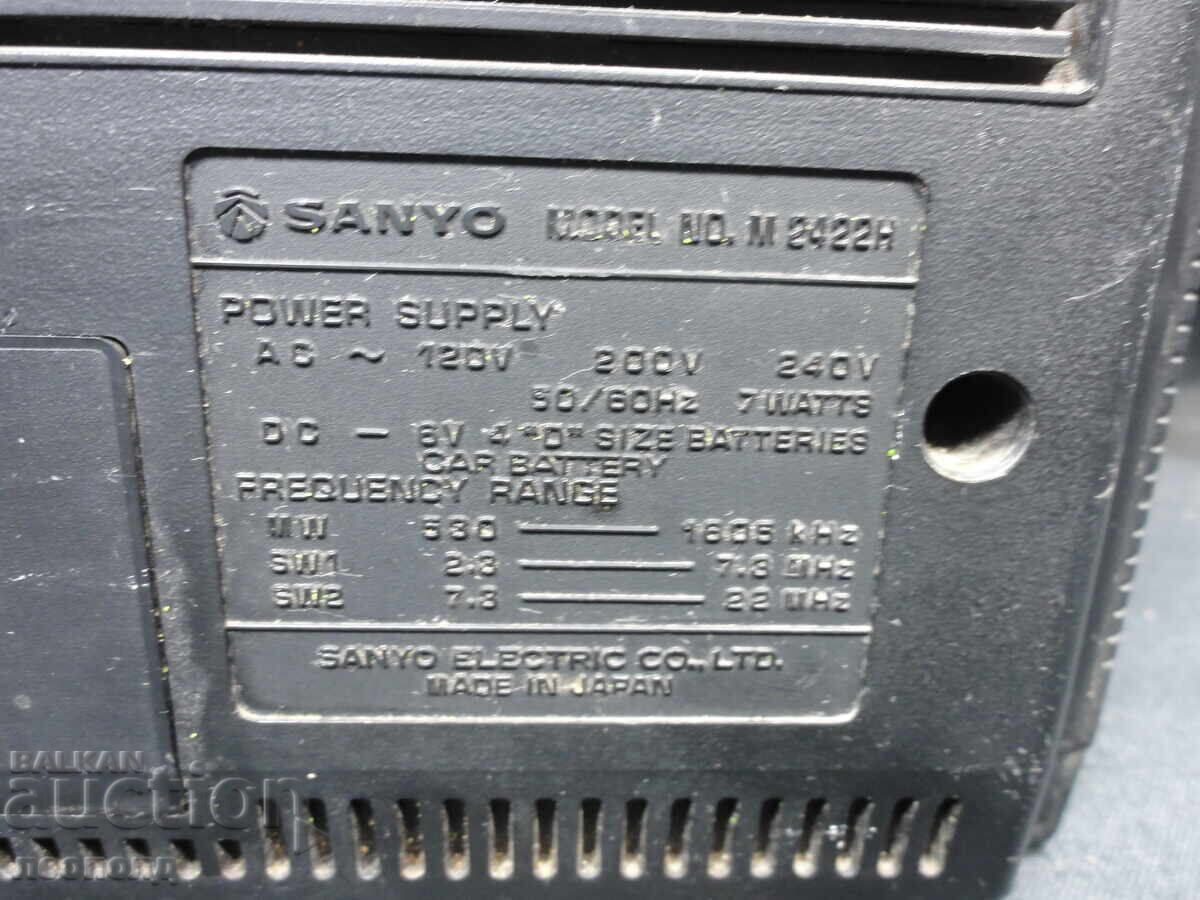 SANYO MODEL NO. M 2422H
POWER SUPPLY
AC ~ 120V 200V 240V
50/60Hz 7WATTS
DC — 6V 4 "D" SIZE BATTERIES
CAR BATTERY
FREQUENCY RANGE
MW 530 — 1605 kHz
SW1 2.3 — 7.3 MHz
SW2 7.3 — 22 MHz
SANYO ELECTRIC CO., LTD.
MADE IN JAPAN
BALKAN
auction
леополд